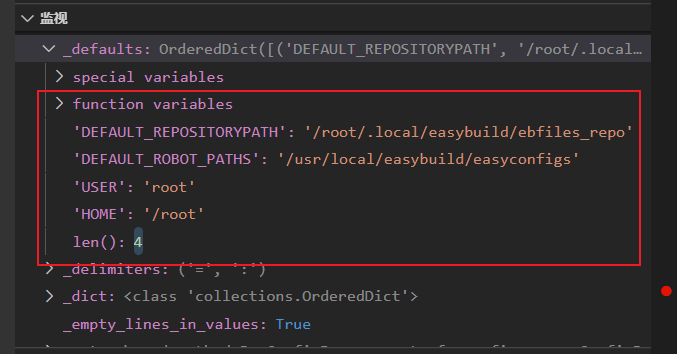 监视
_defaults: OrderedDict([('DEFAULT_REPOSITORYPATH', '/root/.local…
special variables
function variables
'DEFAULT_REPOSITORYPATH': '/root/.local/easybuild/ebfiles_repo'
'DEFAULT_ROBOT_PATHS': '/usr/local/easybuild/easyconfigs'
'USER': 'root'
'HOME': '/root'
len(): 4
_delimiters: ('=', ':')
_dict: <class 'collections.OrderedDict'>
_empty_lines_in_values: True